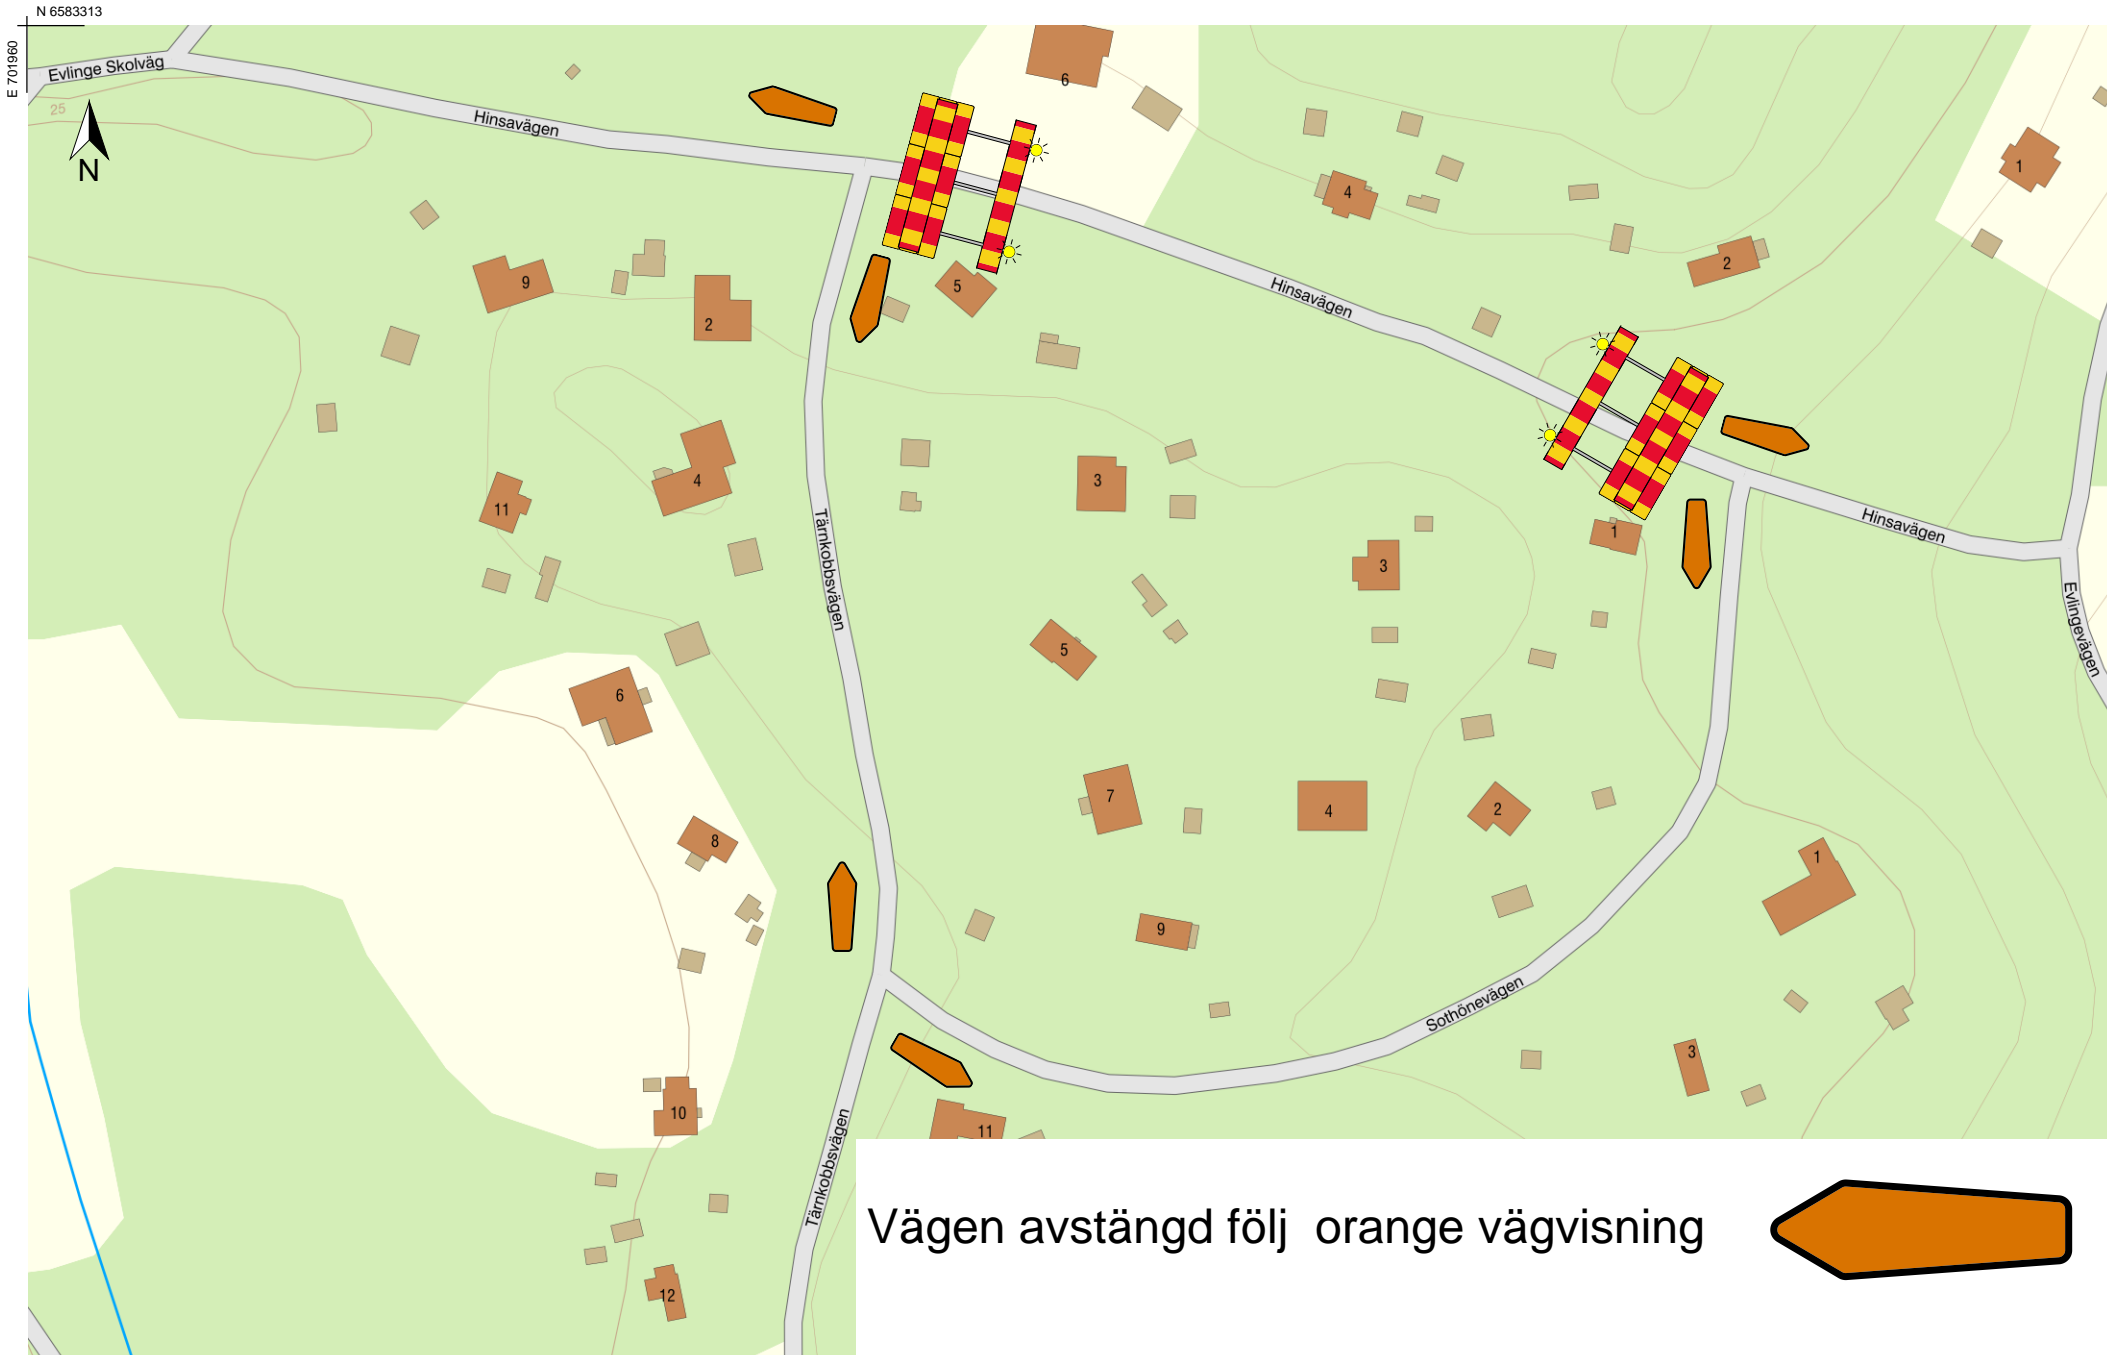 N 6583313
E 701960
Evlinge Skolväg
25
N
Hinsavägen
6
4
1
2
9
2
5
Hinsavägen
11
4
3
Tärnkobbsvägen
1
Hinsavägen
3
5
Evlingevägen
6
7
4
2
8
1
9
Sothönevägen
3
10
11
Tärnkobbsvägen
12
Vägen avstängd följ  orange vägvisning